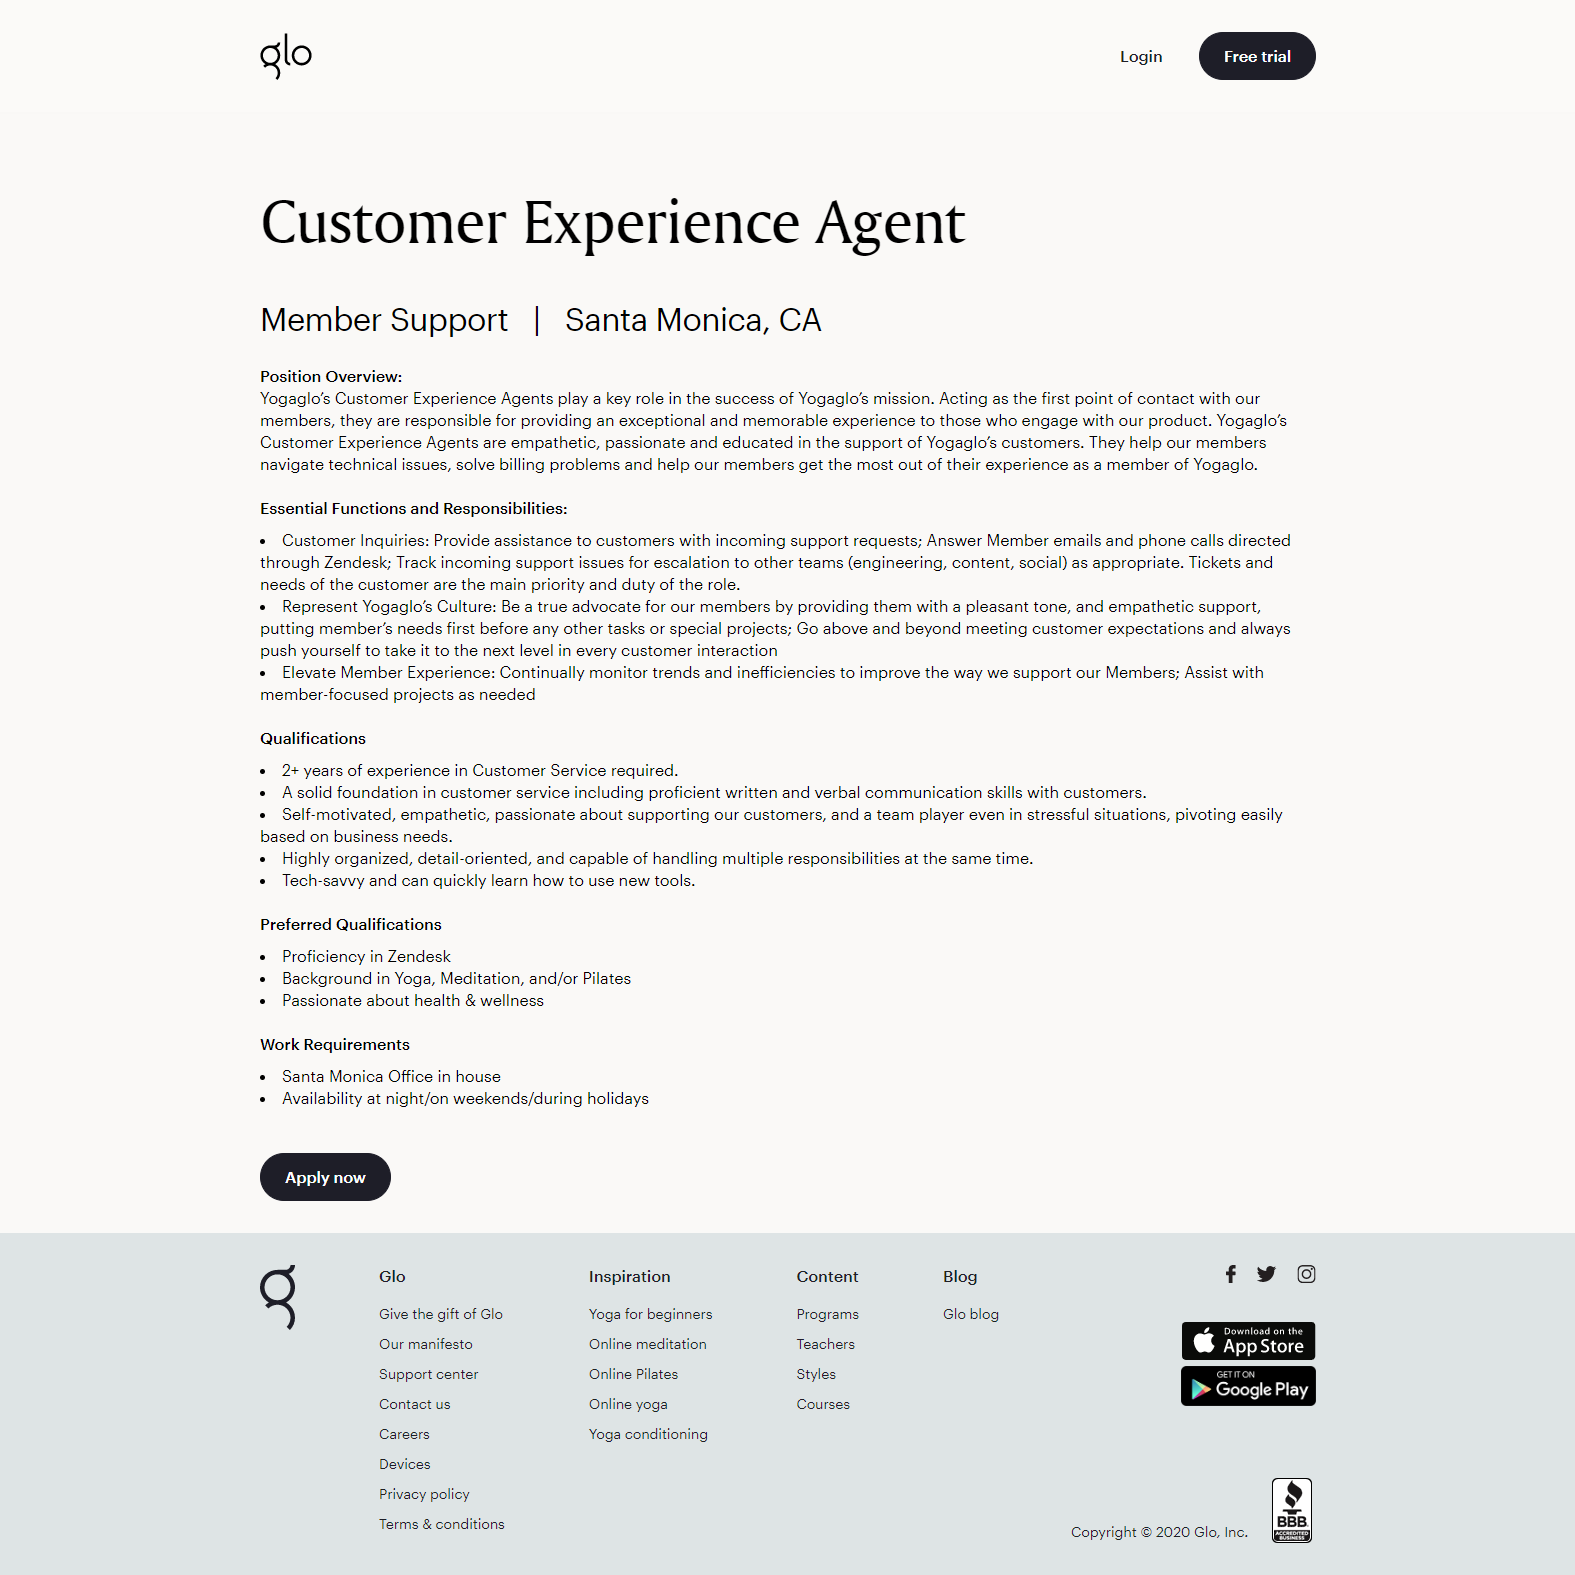 glo
Login
Free trial
Customer Experience Agent
Member Support | Santa Monica, CA
Position Overview:
Yogaglo’s Customer Experience Agents play a key role in the success of Yogaglo’s mission. Acting as the first point of contact with our
members, they are responsible for providing an exceptional and memorable experience to those who engage with our product. Yogaglo’s
Customer Experience Agents are empathetic, passionate and educated in the support of Yogaglo’s customers. They help our members
navigate technical issues, solve billing problems and help our members get the most out of their experience as a member of Yogaglo.
Essential Functions and Responsibilities:
• Customer Inquiries: Provide assistance to customers with incoming support requests; Answer Member emails and phone calls directed
through Zendesk; Track incoming support issues for escalation to other teams (engineering, content, social) as appropriate. Tickets and
needs of the customer are the main priority and duty of the role.
• Represent Yogaglo’s Culture: Be a true advocate for our members by providing them with a pleasant tone, and empathetic support,
putting member’s needs first before any other tasks or special projects; Go above and beyond meeting customer expectations and always
push yourself to take it to the next level in every customer interaction
• Elevate Member Experience: Continually monitor trends and inefficiencies to improve the way we support our Members; Assist with
member-focused projects as needed
Qualifications
• 2+ years of experience in Customer Service required.
• A solid foundation in customer service including proficient written and verbal communication skills with customers.
• Self-motivated, empathetic, passionate about supporting our customers, and a team player even in stressful situations, pivoting easily
based on business needs.
• Highly organized, detail-oriented, and capable of handling multiple responsibilities at the same time.
• Tech-savvy and can quickly learn how to use new tools.
Preferred Qualifications
• Proficiency in Zendesk
• Background in Yoga, Meditation, and/or Pilates
• Passionate about health & wellness
Work Requirements
• Santa Monica Office in house
• Availability at night/on weekends/during holidays
Apply now
g
Glo
Give the gift of Glo
Our manifesto
Support center
Contact us
Careers
Devices
Privacy policy
Terms & conditions
Inspiration
Yoga for beginners
Online meditation
Online Pilates
Online yoga
Yoga conditioning
Content
Programs
Teachers
Styles
Courses
Blog
Glo blog
Download on the
App Store
GET IT ON
Google Play
Copyright © 2020 Glo, Inc.
BBB
ACCREDITED
BUSINESS